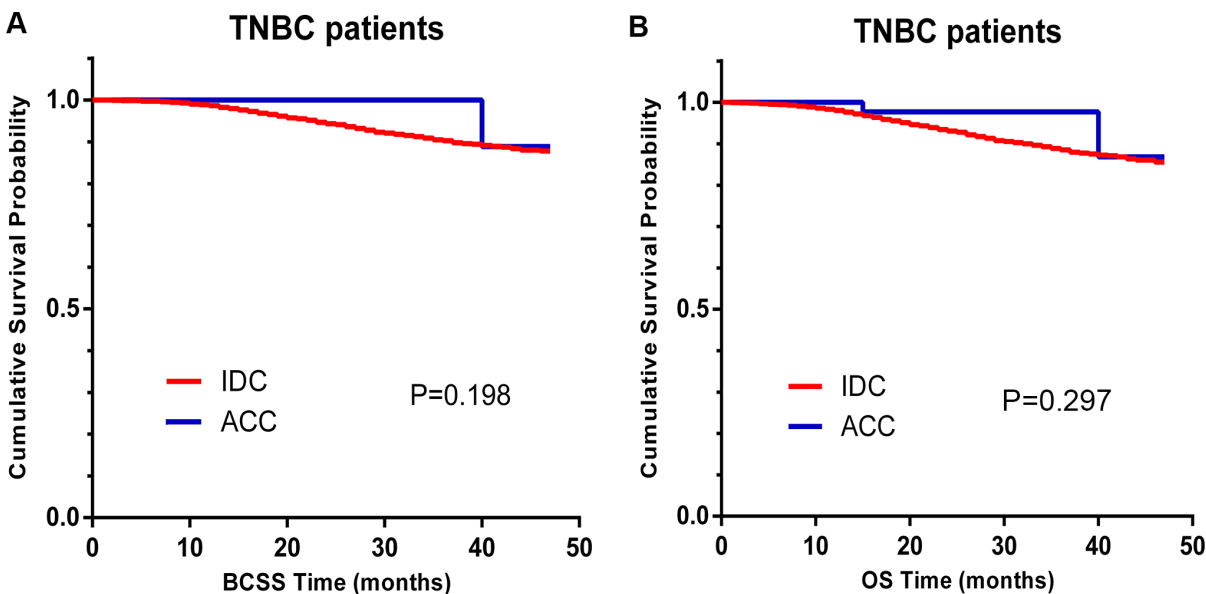 A
TNBC patients
Cumulative Survival Probability
1.0
0.5
0.0
IDC
ACC
P=0.198
0 10 20 30 40 50
BCSS Time (months)
B
TNBC patients
Cumulative Survival Probability
1.0
0.5
0.0
IDC
ACC
P=0.297
0 10 20 30 40 50
OS Time (months)